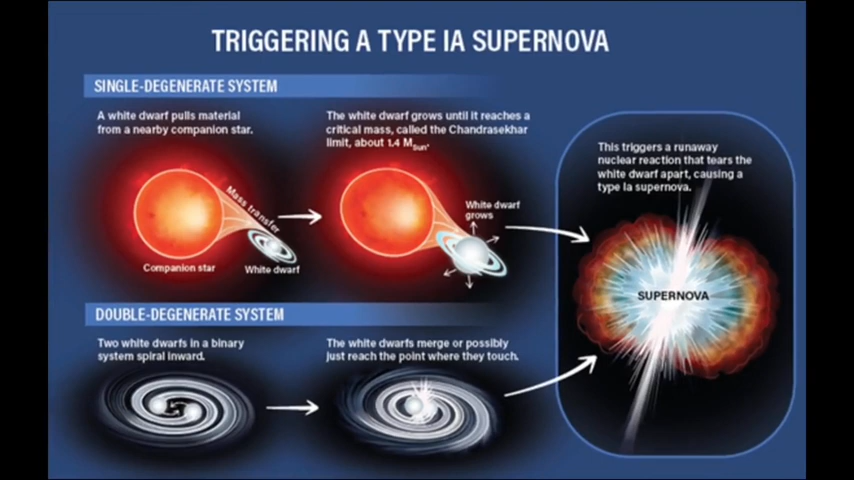 TRIGGERING A TYPE IA SUPERNOVA
SINGLE-DEGENERATE SYSTEM
A white dwarf pulls material
from a nearby companion star.
Mass transfer
Companion star
White dwarf
The white dwarf grows until it reaches a
critical mass, called the Chandrasekhar
limit, about 1.4 MSun.
White dwarf
grows
DOUBLE-DEGENERATE SYSTEM
Two white dwarfs in a binary
system spiral inward.
The white dwarfs merge or possibly
just reach the point where they touch.
This triggers a runaway
nuclear reaction that tears the
white dwarf apart, causing a
type Ia supernova.
SUPERNOVA